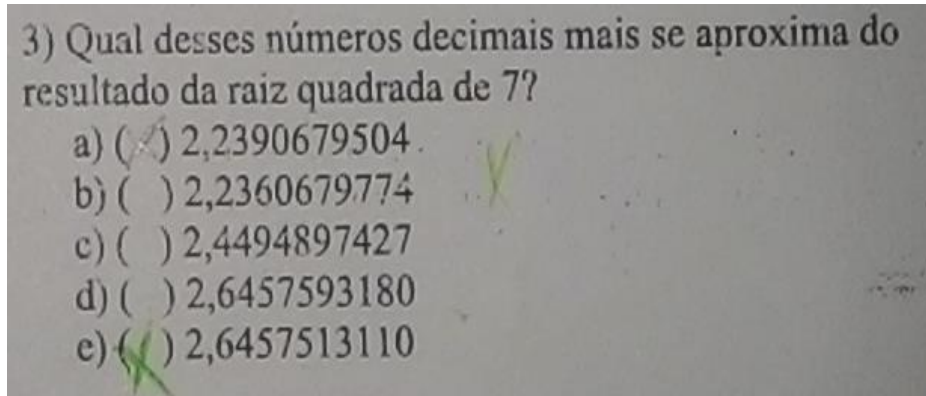 3) Qual desses números decimais mais se aproxima do
resultado da raiz quadrada de 7?
a) ( ) 2,2390679504
b) ( ) 2,2360679774
c) ( ) 2,4494897427
d) ( ) 2,6457593180
e) (X) 2,6457513110